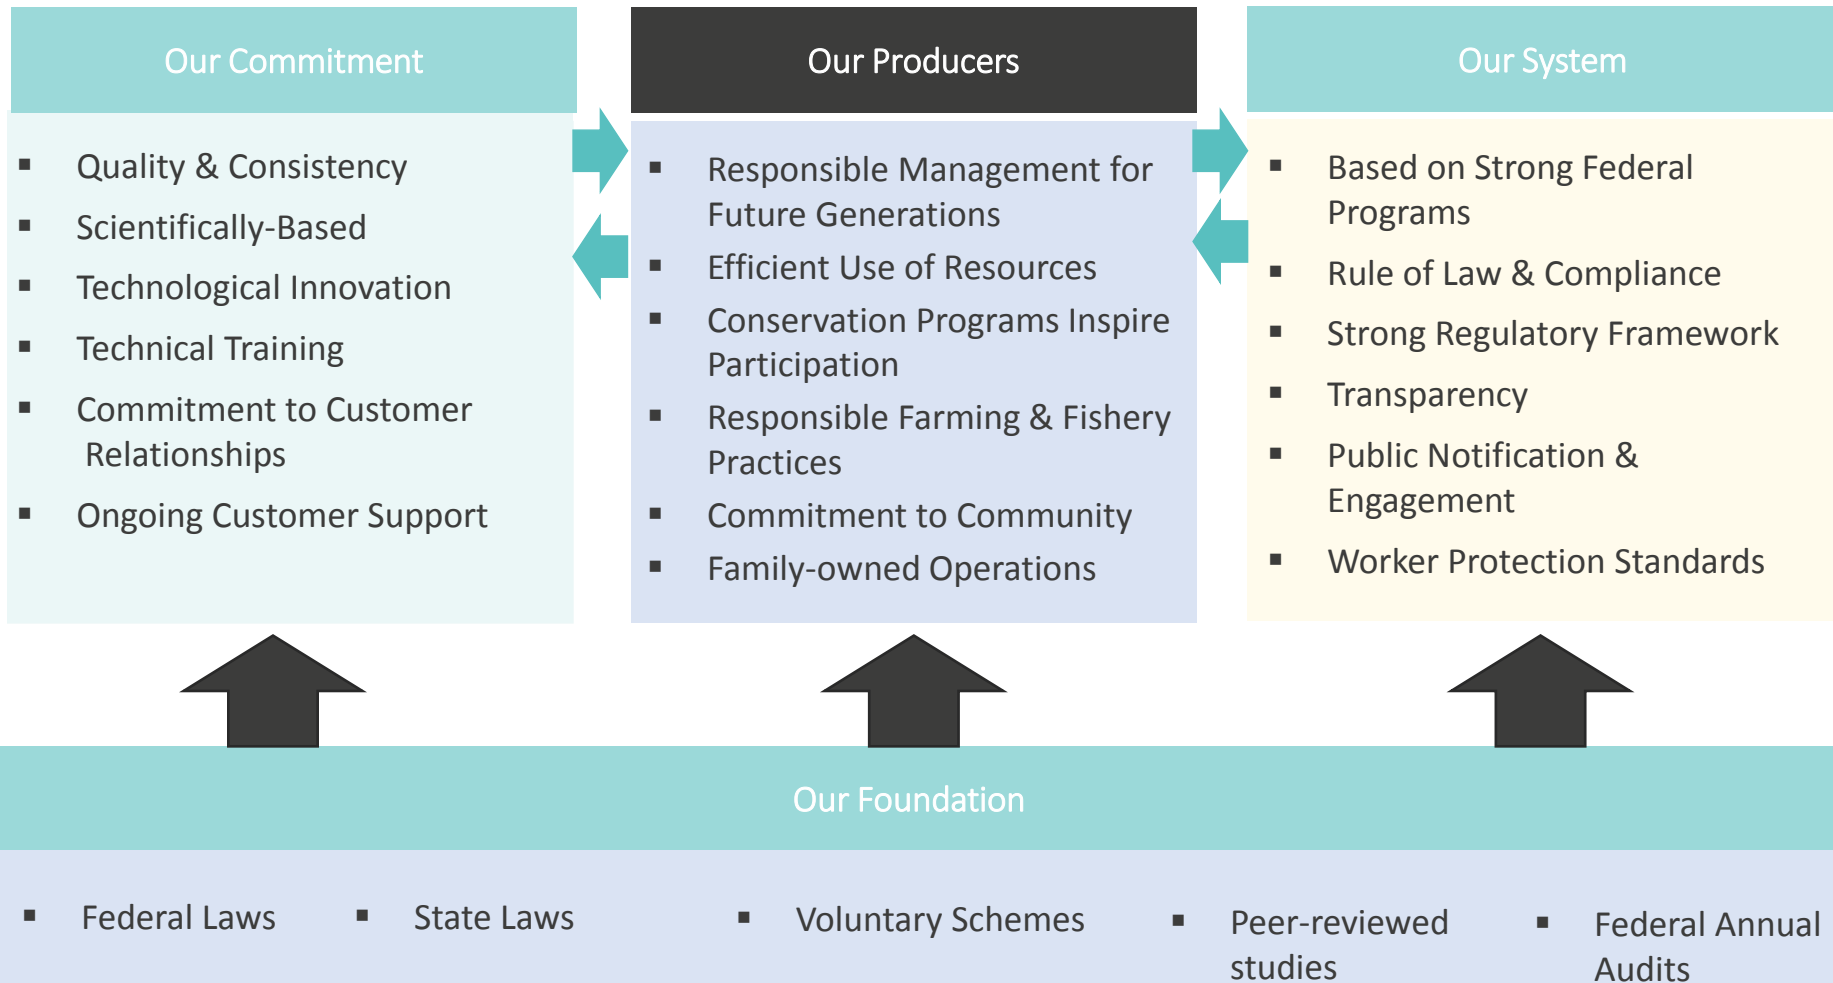 Our Commitment
▪ Quality & Consistency
▪ Scientifically-Based
▪ Technological Innovation
▪ Technical Training
▪ Commitment to Customer
Relationships
▪ Ongoing Customer Support
Our Producers
▪ Responsible Management for
Future Generations
▪ Efficient Use of Resources
▪ Conservation Programs Inspire
Participation
▪ Responsible Farming & Fishery
Practices
▪ Commitment to Community
▪ Family-owned Operations
Our System
▪ Based on Strong Federal
Programs
▪ Rule of Law & Compliance
▪ Strong Regulatory Framework
▪ Transparency
▪ Public Notification &
Engagement
▪ Worker Protection Standards
Our Foundation
▪ Federal Laws
▪ State Laws
▪ Voluntary Schemes
▪ Peer-reviewed
studies
▪ Federal Annual
Audits